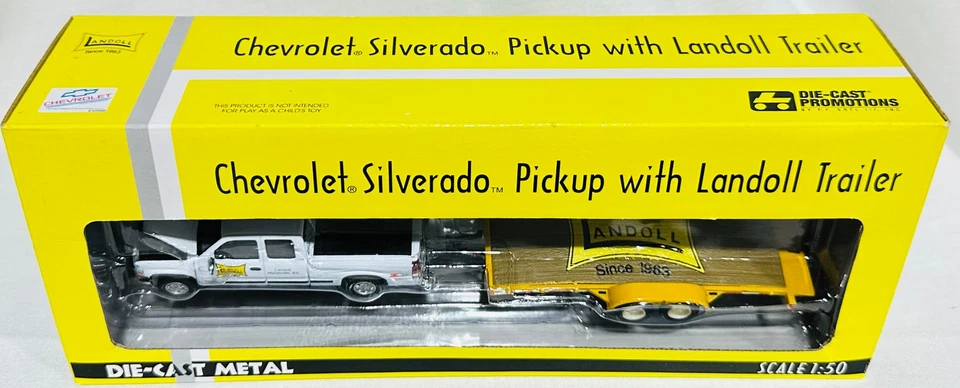 LANDOLL
Since 1963
Chevrolet® Silverado™ Pickup with Landoll Trailer
CHEVROLET
THIS PRODUCT IS NOT INTENDED
FOR PLAY AS A CHILD'S TOY
DIE-CAST
PROMOTIONS
Chevrolet® Silverado™ Pickup with Landoll Trailer
LANDOLL
Since 1963
DIE-CAST METAL
SCALE 1:50